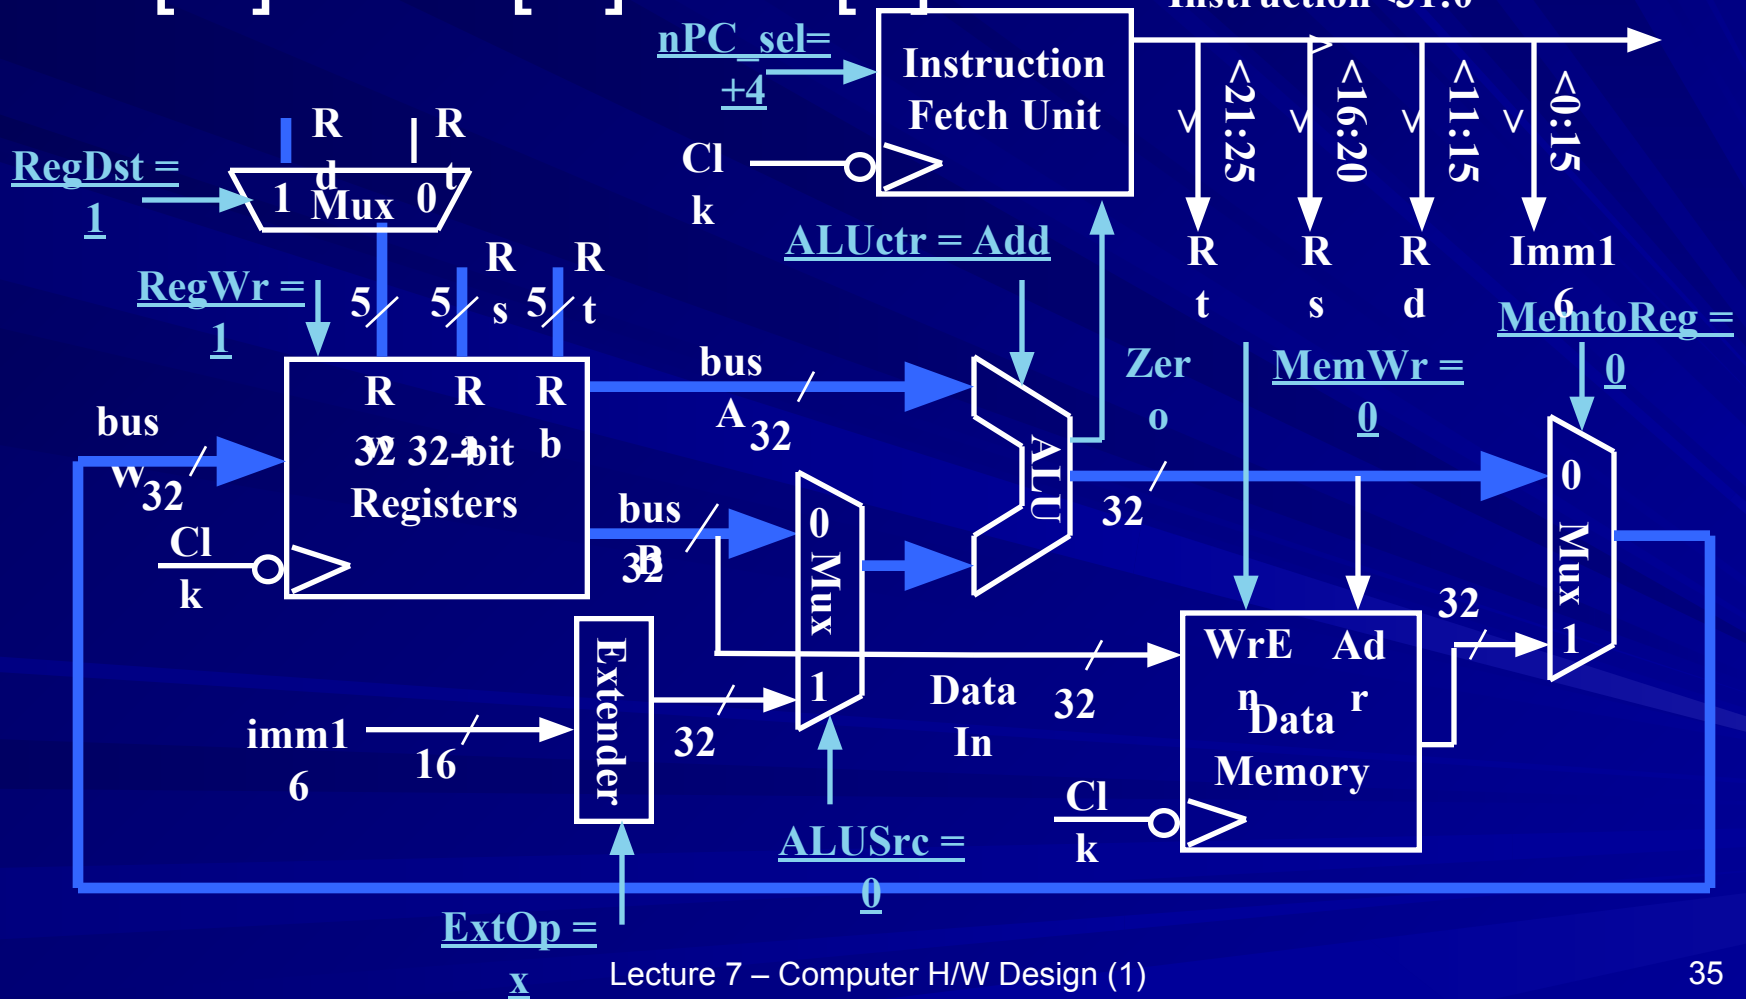 [ ] [ ] [ ]
Instruction<31:0
nPC_sel=
+4
Instruction
Fetch Unit
>
<21:25
>
<16:20
>
<11:15
>
<0:15
>
R
d
R
t
RegDst =
1
1 Mux 0
Cl
k
ALUctr = Add
R
t
R
s
R
d
Imm1
6
RegWr =
1
5
5
R
s
5
R
t
MemtoReg =
0
bus
A
32
Zer
o
MemWr =
0
R
w
R
a
R
b
32 32-bit
Registers
bus
W
32
ALU
32
0
Mux
1
bus
B
32
0
Mux
1
Cl
k
Extender
imm1
6
16
32
Data
In
32
WrE
n
Ad
r
Data
Memory
32
Cl
k
ALUSrc =
0
ExtOp =
x
Lecture 7 – Computer H/W Design (1)
35